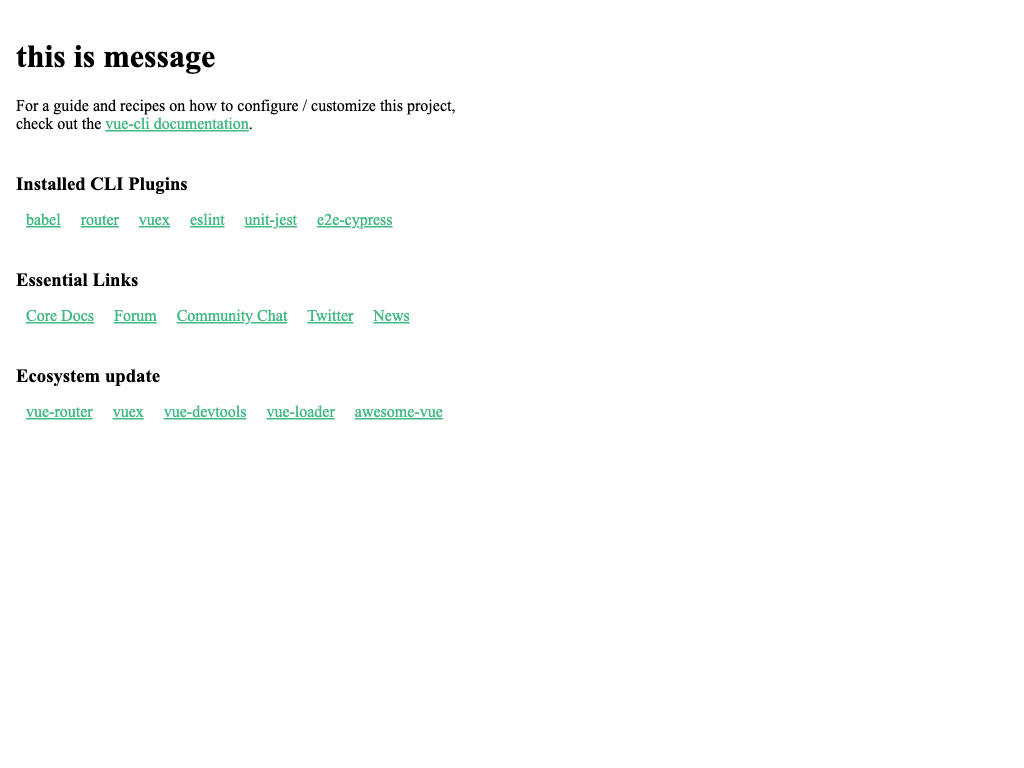 this is message
For a guide and recipes on how to configure / customize this project,
check out the vue-cli documentation.
Installed CLI Plugins
babel router vuex eslint unit-jest e2e-cypress
Essential Links
Core Docs Forum Community Chat Twitter News
Ecosystem update
vue-router vuex vue-devtools vue-loader awesome-vue